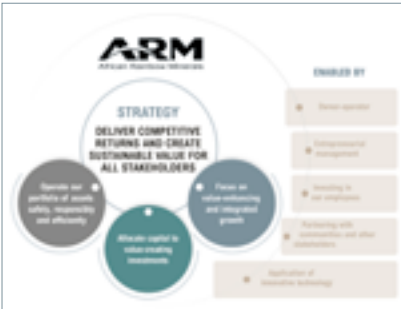 ARM
African Rainbow Minerals
STRATEGY
DELIVER COMPETITIVE
RETURNS AND CREATE
SUSTAINABLE VALUE FOR
ALL STAKEHOLDERS
Operate our
portfolio of assets
safely, responsibly
and efficiently
Allocate capital to
value-creating
investments
Focus on
value-enhancing
and integrated
growth
ENABLED BY
Owner-operator
Entrepreneurial
management
Investing in
our employees
Partnering with
communities and other
stakeholders
Application of
innovative technology